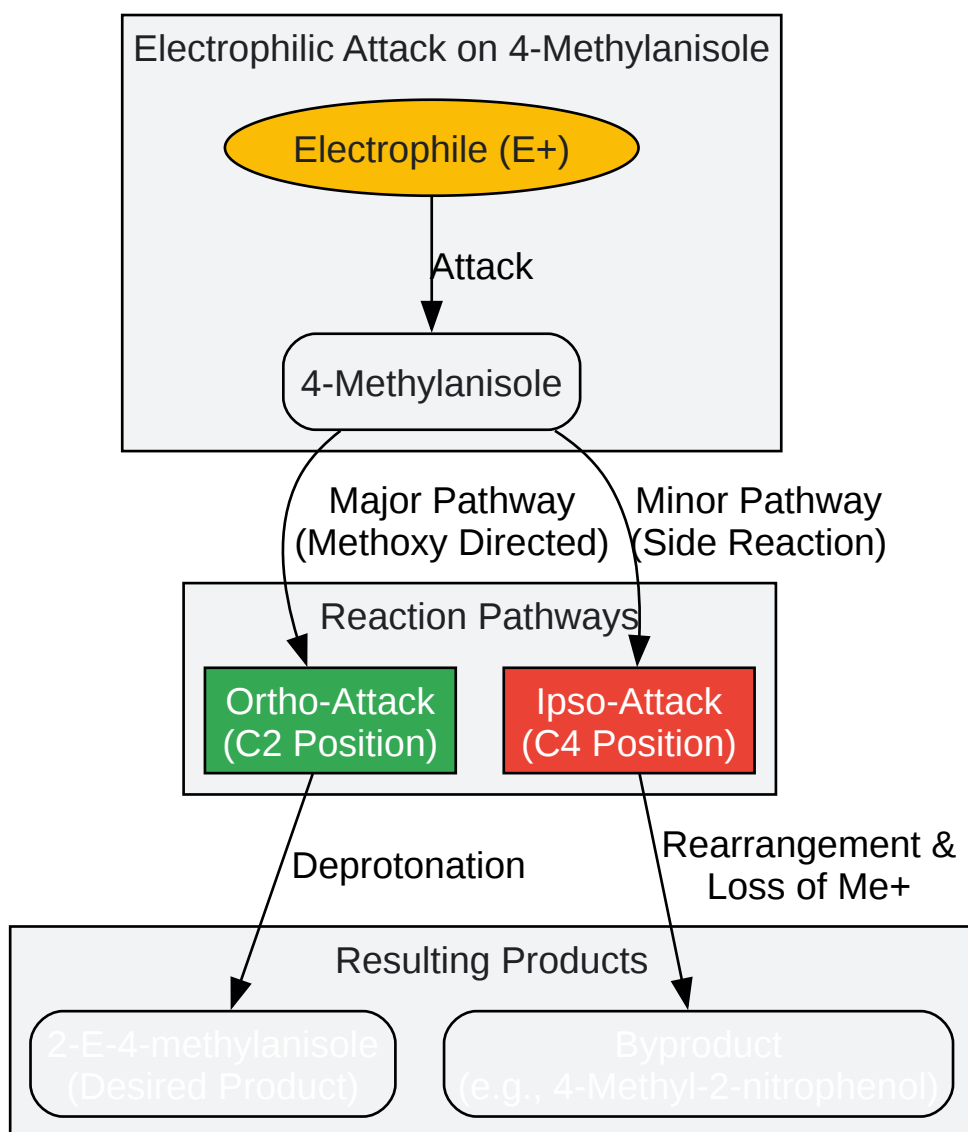 Electrophilic Attack on 4-Methylanisole
Electrophile (E+)
Attack
4-Methylanisole
Major Pathway
(Methoxy Directed)
Minor Pathway
(Side Reaction)
Reaction Pathways
Ortho-Attack
(C2 Position)
Ipso-Attack
(C4 Position)
Deprotonation
Rearrangement &
Loss of Me+
Resulting Products
2-E-4-methylanisole
(Desired Product)
Byproduct
(e.g., 4-Methyl-2-nitrophenol)